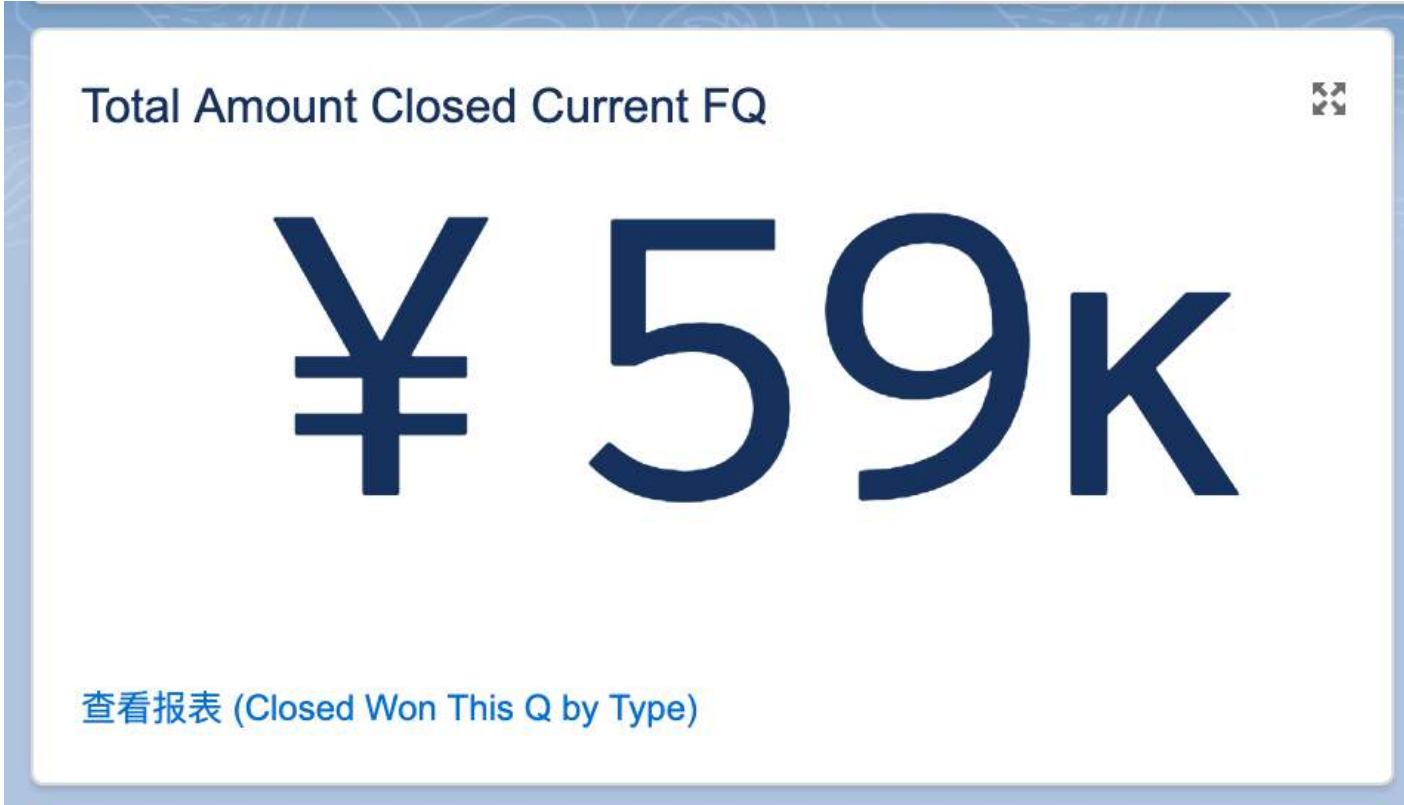 Total Amount Closed Current FQ
¥ 59K
查看报表 (Closed Won This Q by Type)